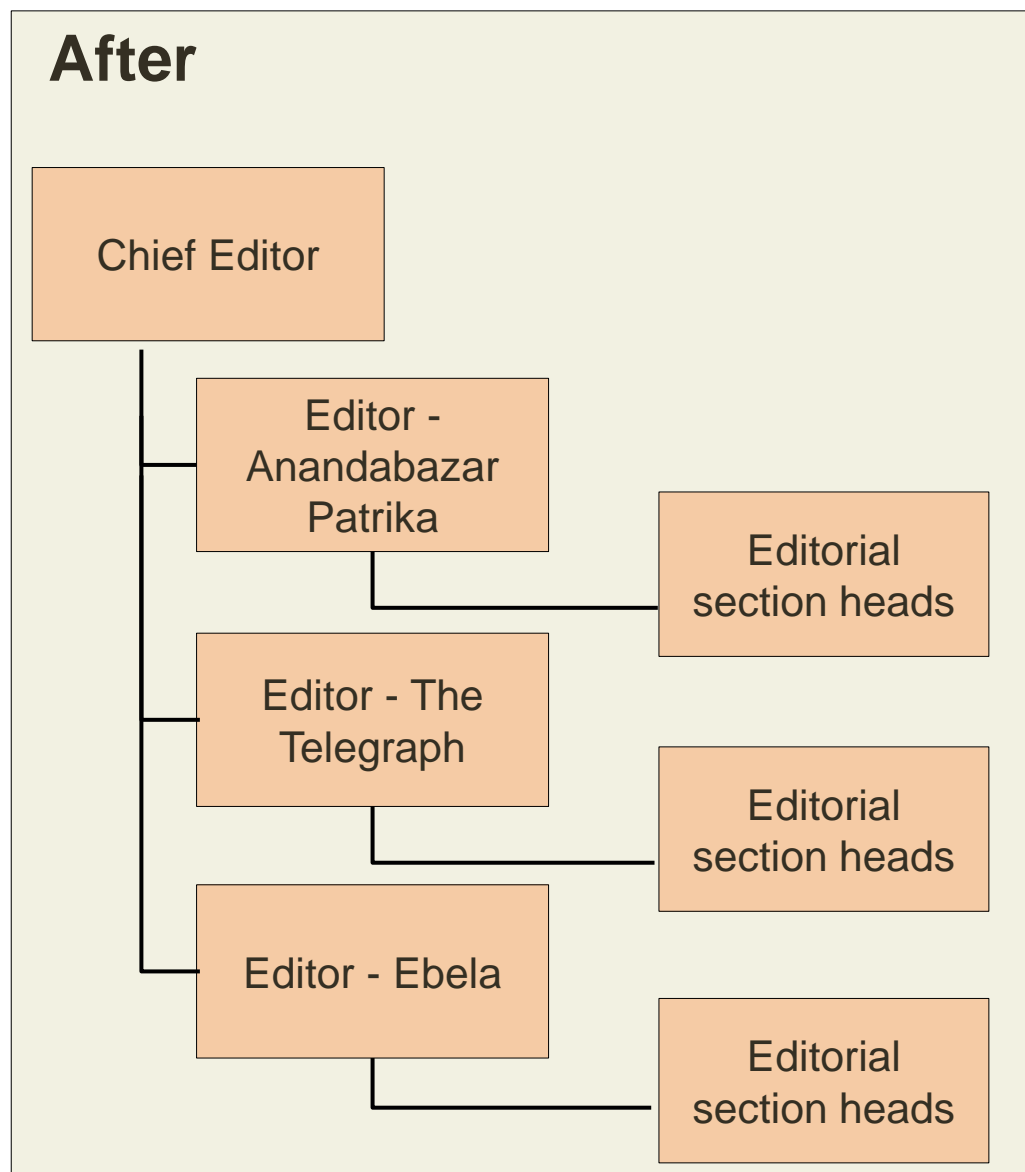 After
Chief Editor
Editor -
Anandabazar
Patrika
Editorial
section heads
Editor - The
Telegraph
Editorial
section heads
Editor - Ebela
Editorial
section heads